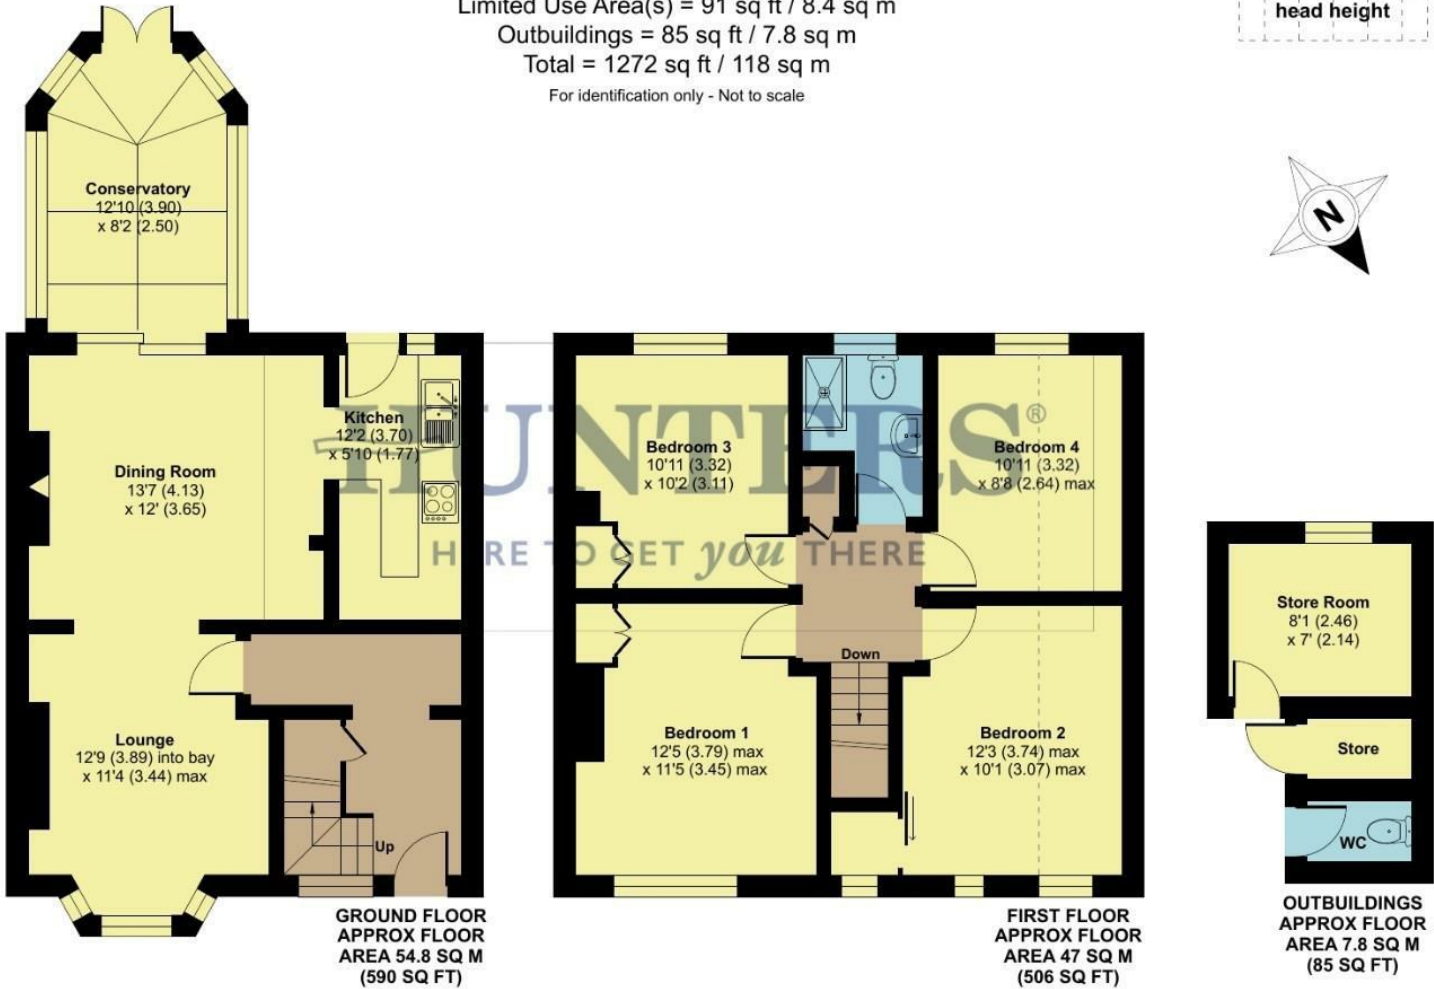 Limited Use Area(s) = 91 sq ft / 8.4 sq m
Outbuildings = 85 sq ft / 7.8 sq m
Total = 1272 sq ft / 118 sq m
For identification only - Not to scale
head height
N
Conservatory
12'10 (3.90)
x 8'2 (2.50)
Kitchen
12'2 (3.70)
x 5'10 (1.77)
Dining Room
13'7 (4.13)
x 12' (3.65)
Lounge
12'9 (3.89) into bay
x 11'4 (3.44) max
Up
GROUND FLOOR
APPROX FLOOR
AREA 54.8 SQ M
(590 SQ FT)
HUNTERS®
HERE TO GET you THERE
Bedroom 3
10'11 (3.32)
x 10'2 (3.11)
Bedroom 4
10'11 (3.32)
x 8'8 (2.64) max
Down
Bedroom 1
12'5 (3.79) max
x 11'5 (3.45) max
Bedroom 2
12'3 (3.74) max
x 10'1 (3.07) max
FIRST FLOOR
APPROX FLOOR
AREA 47 SQ M
(506 SQ FT)
Store Room
8'1 (2.46)
x 7' (2.14)
Store
WC
OUTBUILDINGS
APPROX FLOOR
AREA 7.8 SQ M
(85 SQ FT)